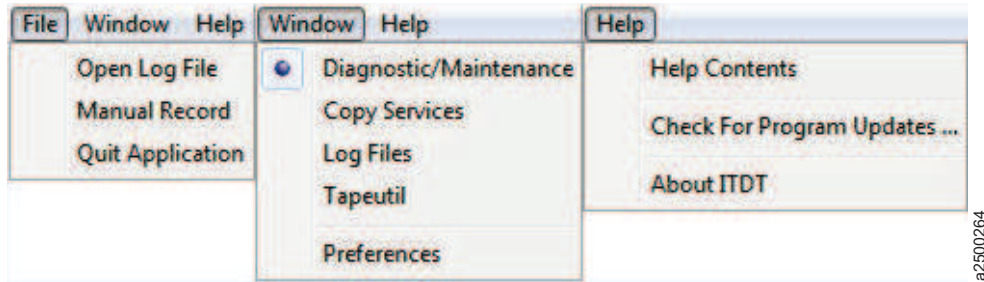 File Window Help
Open Log File
Manual Record
Quit Application
Window Help
Diagnostic/Maintenance
Copy Services
Log Files
Tapeutil
Preferences
Help
Help Contents
Check For Program Updates ...
About ITDT
a2500264